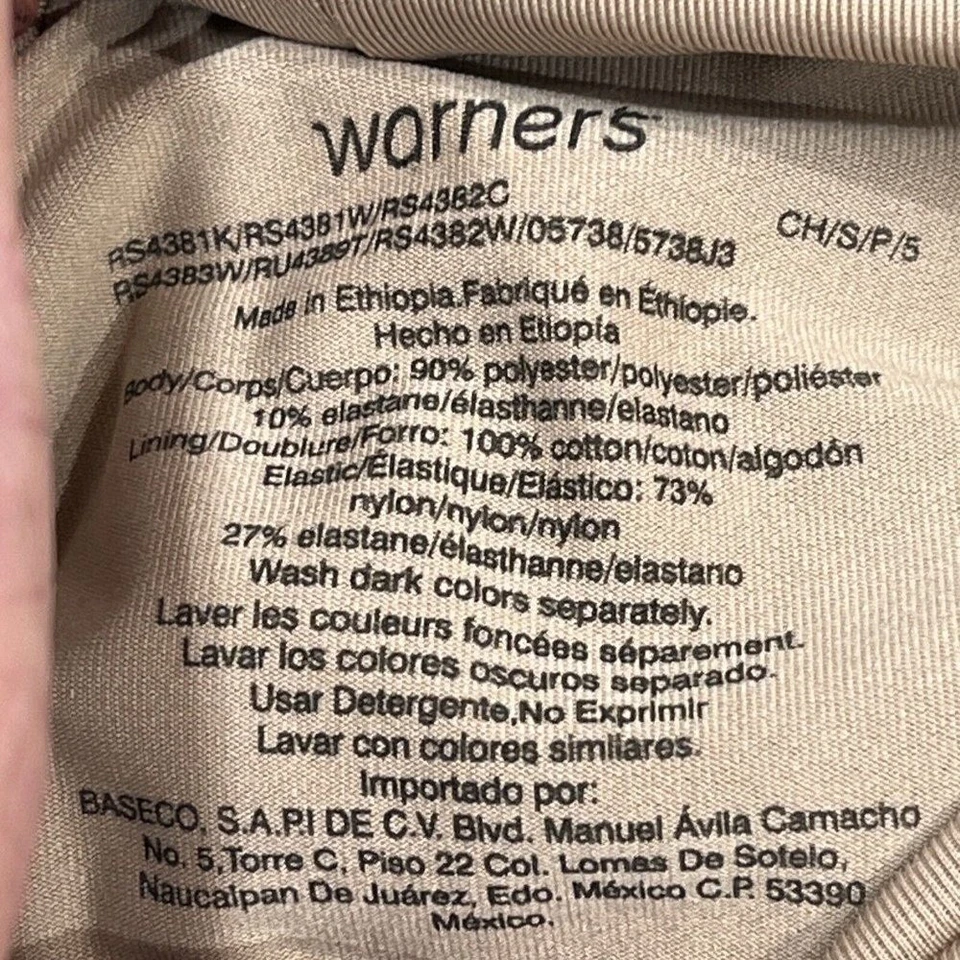 warners
RS4381K/RS4381W/RS4382C
CH/S/P/5
RS4383W/RU4389T/RS4382W/05738/5738J3
Made in Ethiopia.Fabriqué en Éthiopie.
Hecho en Etiopía
Body/Corps/Cuerpo: 90% polyester/polyester/poliéster
10% elastane/élasthanne/elastano
Lining/Doublure/Forro: 100% cotton/coton/algodón
Elastic/Élastique/Elástico: 73%
nylon/nylon/nylon
27% elastane/élasthanne/elastano
Wash dark colors separately.
Laver les couleurs foncées séparement.
Lavar los colores oscuros separado.
Usar Detergente,No Exprimir
Lavar con colores similares.
Importado por:
BASECO, S.A.P.I DE C.V. Blvd. Manuel Ávila Camacho
No. 5,Torre C, Piso 22 Col. Lomas De Sotelo,
Naucalpan De Juárez, Edo. México C.P. 53390
México.